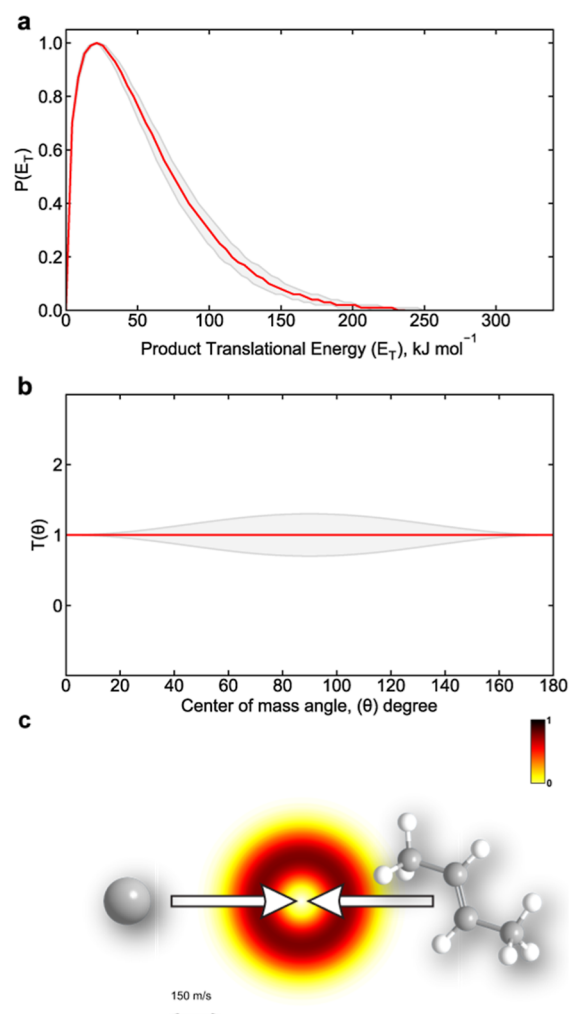 a
1.0
0.8
0.6
0.4
0.2
0.0
P(E_T)
0 50 100 150 200 250 300
Product Translational Energy (E_T), kJ mol⁻¹
b
2
1
0
T(θ)
0 20 40 60 80 100 120 140 160 180
Center of mass angle, (θ) degree
c
1
0
150 m/s